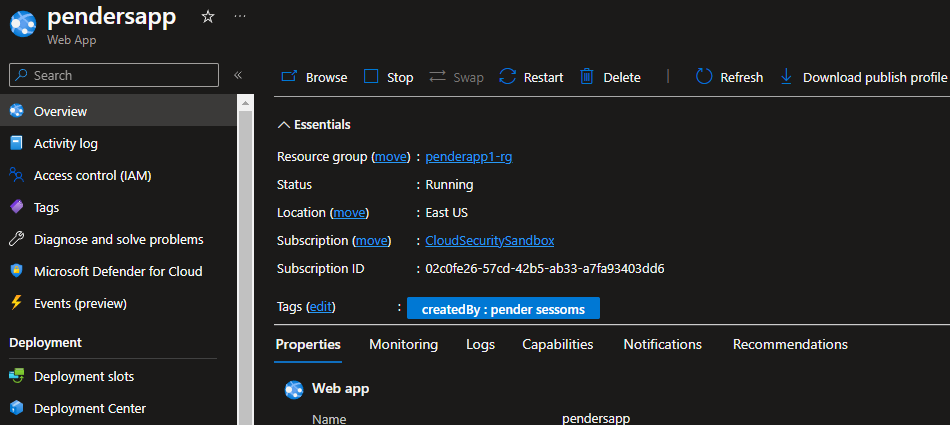 pendersapp
Web App
Search
Overview
Activity log
Access control (IAM)
Tags
Diagnose and solve problems
Microsoft Defender for Cloud
Events (preview)
Deployment
Deployment slots
Deployment Center
Browse Stop Swap Restart Delete Refresh Download publish profile
Essentials
Resource group (move) : penderapp1-rg
Status : Running
Location (move) : East US
Subscription (move) : CloudSecuritySandbox
Subscription ID : 02c0fe26-57cd-42b5-ab33-a7fa93403dd6
Tags (edit) : createdBy : pender sessoms
Properties Monitoring Logs Capabilities Notifications Recommendations
Web app
Name pendersapp